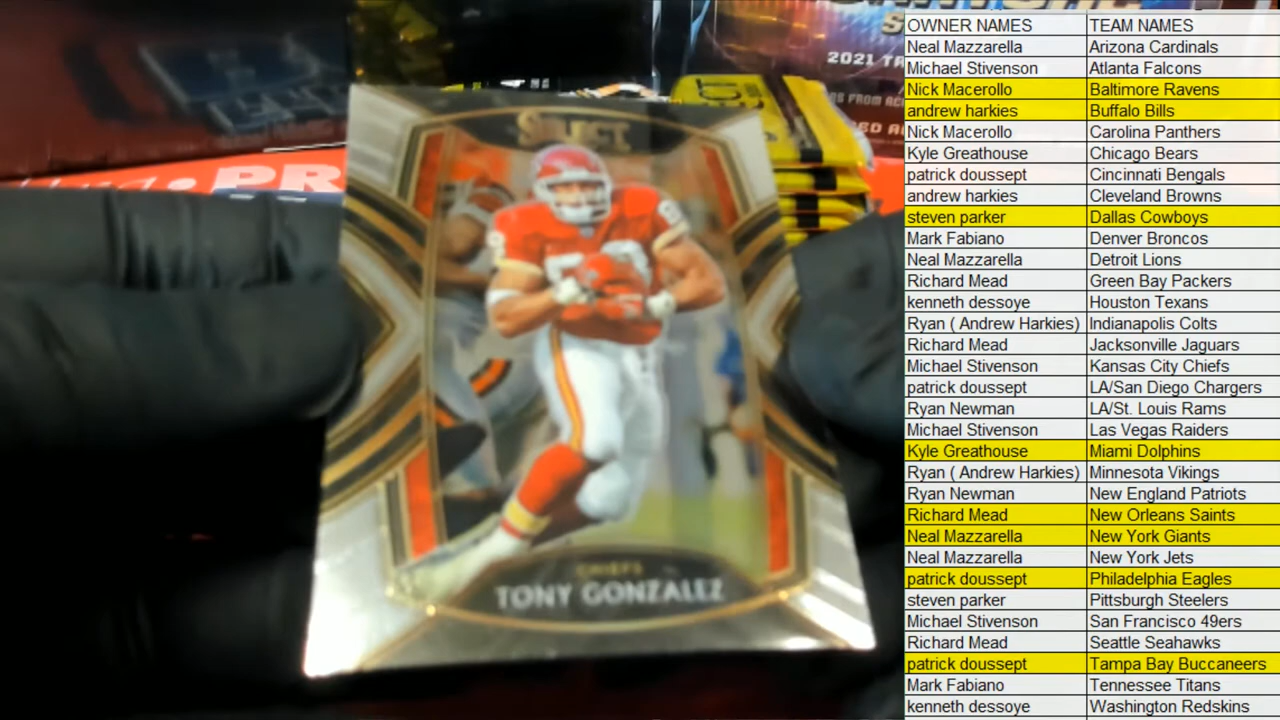 SELECT
2021
PR
CHIEFS
TONY GONZALEZ
OWNER NAMES TEAM NAMES
Neal Mazzarella Arizona Cardinals
Michael Stivenson Atlanta Falcons
Nick Macerollo Baltimore Ravens
andrew harkies Buffalo Bills
Nick Macerollo Carolina Panthers
Kyle Greathouse Chicago Bears
patrick doussept Cincinnati Bengals
andrew harkies Cleveland Browns
steven parker Dallas Cowboys
Mark Fabiano Denver Broncos
Neal Mazzarella Detroit Lions
Richard Mead Green Bay Packers
kenneth dessoye Houston Texans
Ryan ( Andrew Harkies) Indianapolis Colts
Richard Mead Jacksonville Jaguars
Michael Stivenson Kansas City Chiefs
patrick doussept LA/San Diego Chargers
Ryan Newman LA/St. Louis Rams
Michael Stivenson Las Vegas Raiders
Kyle Greathouse Miami Dolphins
Ryan ( Andrew Harkies) Minnesota Vikings
Ryan Newman New England Patriots
Richard Mead New Orleans Saints
Neal Mazzarella New York Giants
Neal Mazzarella New York Jets
patrick doussept Philadelphia Eagles
steven parker Pittsburgh Steelers
Michael Stivenson San Francisco 49ers
Richard Mead Seattle Seahawks
patrick doussept Tampa Bay Buccaneers
Mark Fabiano Tennessee Titans
kenneth dessoye Washington Redskins